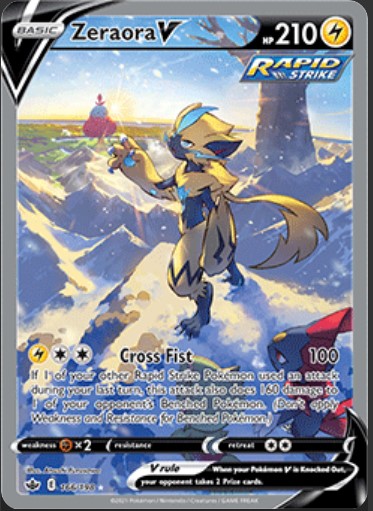 BASIC
Zeraora V
HP 210
RAPID
STRIKE
Cross Fist 100
If 1 of your other Rapid Strike Pokémon used an attack
during your last turn, this attack also does 160 damage to
1 of your opponent's Benched Pokémon. (Don't apply
Weakness and Resistance for Benched Pokémon.)
weakness ×2 resistance retreat
Illus.
V rule
When your Pokémon V is Knocked Out,
your opponent takes 2 Prize cards.
E 166/198
©2021 Pokémon / Nintendo / Creatures / GAME FREAK